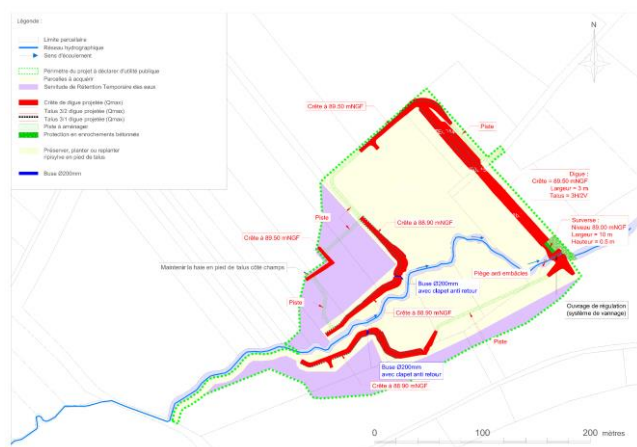 Légende :
Limite parcellaire
Réseau hydrographique
Sens d'écoulement
Périmètre du projet à déclarer d'utilité publique
Parcelles à acquérir
Servitude de Rétention Temporaire des eaux
Crête de digue projetée (Qmax)
Talus 3/2 digue projetée (Qmax)
Talus 3/1 digue projetée (Qmax)
Piste à aménager
Protection en enrochements bétonnés
Préserver, planter ou replanter
ripisylve en pied de talus
Buse Ø200mm
N
Crête à 89.50 mNGF
Piste
Digue :
Crête = 89.50 mNGF
Largeur = 3 m
Talus = 3H/2V
Surverse :
Niveau 89.00 mNGF
Largeur = 10 m
Hauteur = 0.5 m
Piste
Crête à 88.90 mNGF
Crête à 89.50 mNGF
Maintenir la haie en pied de talus côté champs
Piège anti-embâcles
Buse Ø200mm
avec clapet anti retour
Piste
Ouvrage de régulation
(système de vannage)
Crête à 88.90 mNGF
Piste
Buse Ø200mm
avec clapet anti retour
Crête à 88.90 mNGF
0 100 200 mètres